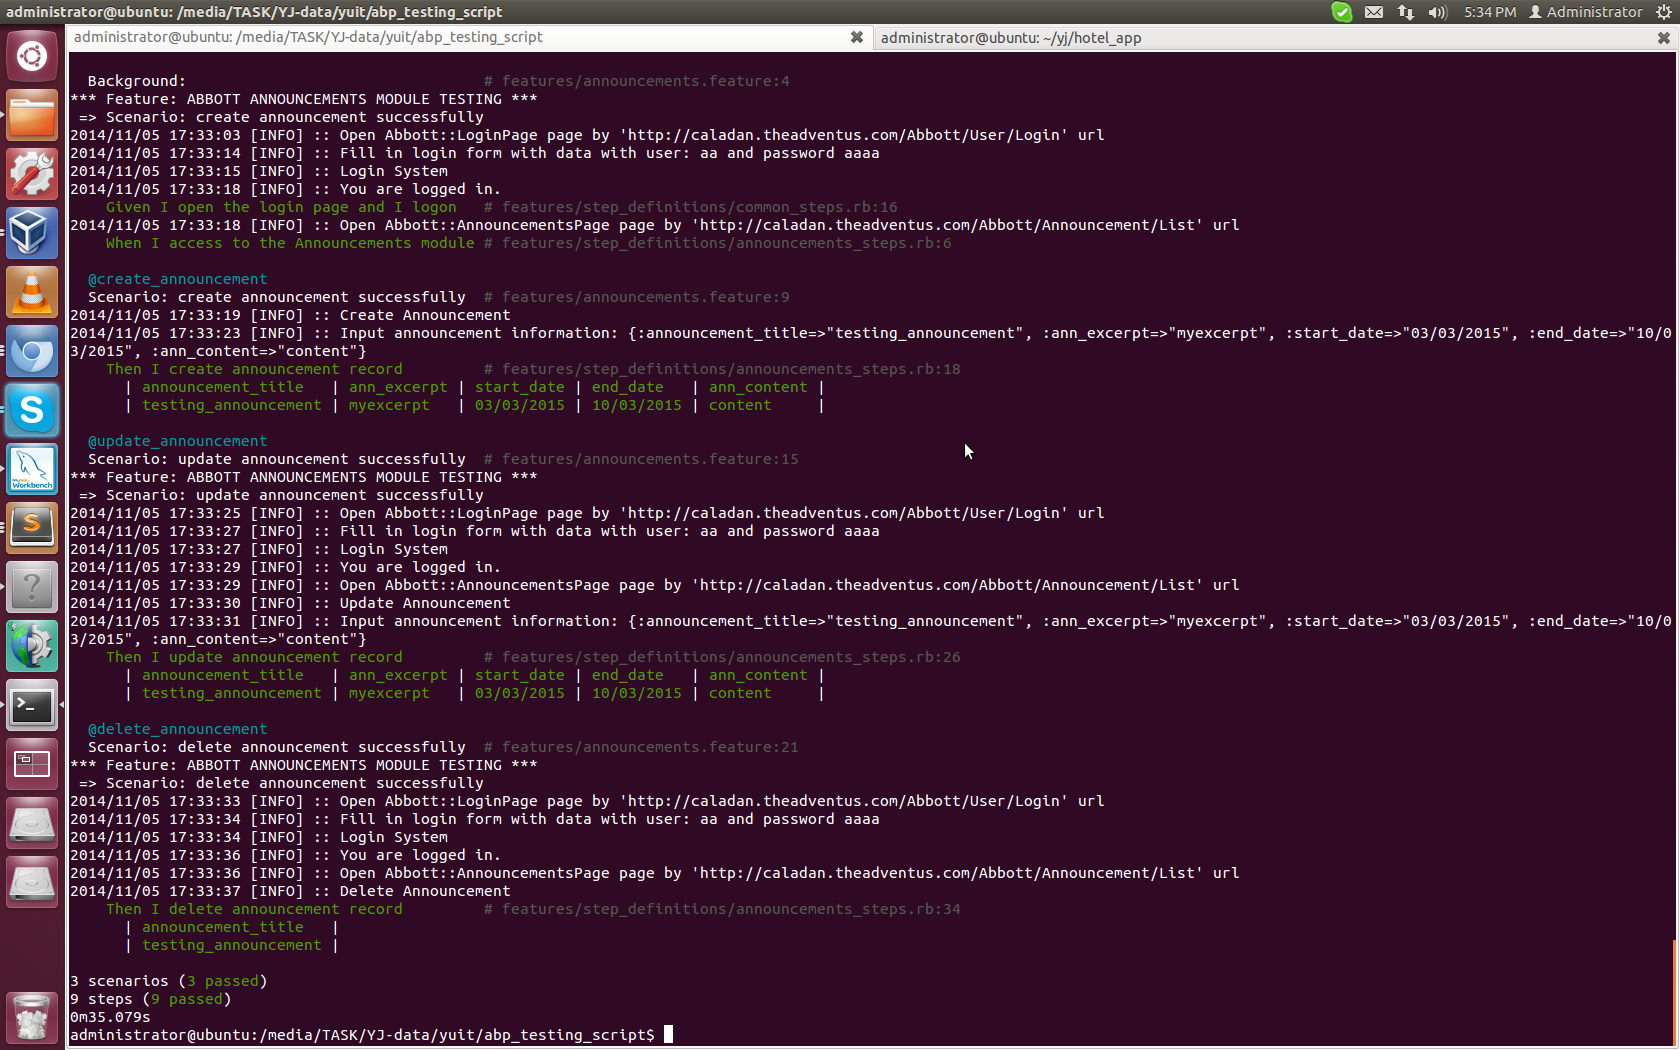 administrator@ubuntu: /media/TASK/YJ-data/yuit/abp_testing_script
5:34 PM Administrator
administrator@ubuntu: /media/TASK/YJ-data/yuit/abp_testing_script
administrator@ubuntu: ~/yj/hotel_app
Background: # features/announcements.feature:4
*** Feature: ABBOTT ANNOUNCEMENTS MODULE TESTING ***
=> Scenario: create announcement successfully
2014/11/05 17:33:03 [INFO] :: Open Abbott::LoginPage page by 'http://caladan.theadventus.com/Abbott/User/Login' url
2014/11/05 17:33:14 [INFO] :: Fill in login form with data with user: aa and password aaaa
2014/11/05 17:33:15 [INFO] :: Login System
2014/11/05 17:33:18 [INFO] :: You are logged in.
Given I open the login page and I logon # features/step_definitions/common_steps.rb:16
2014/11/05 17:33:18 [INFO] :: Open Abbott::AnnouncementsPage page by 'http://caladan.theadventus.com/Abbott/Announcement/List' url
When I access to the Announcements module # features/step_definitions/announcements_steps.rb:6
@create_announcement
Scenario: create announcement successfully # features/announcements.feature:9
2014/11/05 17:33:19 [INFO] :: Create Announcement
2014/11/05 17:33:23 [INFO] :: Input announcement information: {:announcement_title=>"testing_announcement", :ann_excerpt=>"myexcerpt", :start_date=>"03/03/2015", :end_date=>"10/0
3/2015", :ann_content=>"content"}
Then I create announcement record # features/step_definitions/announcements_steps.rb:18
| announcement_title | ann_excerpt | start_date | end_date | ann_content |
| testing_announcement | myexcerpt | 03/03/2015 | 10/03/2015 | content |
@update_announcement
Scenario: update announcement successfully # features/announcements.feature:15
*** Feature: ABBOTT ANNOUNCEMENTS MODULE TESTING ***
=> Scenario: update announcement successfully
2014/11/05 17:33:25 [INFO] :: Open Abbott::LoginPage page by 'http://caladan.theadventus.com/Abbott/User/Login' url
2014/11/05 17:33:27 [INFO] :: Fill in login form with data with user: aa and password aaaa
2014/11/05 17:33:27 [INFO] :: Login System
2014/11/05 17:33:29 [INFO] :: You are logged in.
2014/11/05 17:33:29 [INFO] :: Open Abbott::AnnouncementsPage page by 'http://caladan.theadventus.com/Abbott/Announcement/List' url
2014/11/05 17:33:30 [INFO] :: Update Announcement
2014/11/05 17:33:31 [INFO] :: Input announcement information: {:announcement_title=>"testing_announcement", :ann_excerpt=>"myexcerpt", :start_date=>"03/03/2015", :end_date=>"10/0
3/2015", :ann_content=>"content"}
Then I update announcement record # features/step_definitions/announcements_steps.rb:26
| announcement_title | ann_excerpt | start_date | end_date | ann_content |
| testing_announcement | myexcerpt | 03/03/2015 | 10/03/2015 | content |
@delete_announcement
Scenario: delete announcement successfully # features/announcements.feature:21
*** Feature: ABBOTT ANNOUNCEMENTS MODULE TESTING ***
=> Scenario: delete announcement successfully
2014/11/05 17:33:33 [INFO] :: Open Abbott::LoginPage page by 'http://caladan.theadventus.com/Abbott/User/Login' url
2014/11/05 17:33:34 [INFO] :: Fill in login form with data with user: aa and password aaaa
2014/11/05 17:33:34 [INFO] :: Login System
2014/11/05 17:33:36 [INFO] :: You are logged in.
2014/11/05 17:33:36 [INFO] :: Open Abbott::AnnouncementsPage page by 'http://caladan.theadventus.com/Abbott/Announcement/List' url
2014/11/05 17:33:37 [INFO] :: Delete Announcement
Then I delete announcement record # features/step_definitions/announcements_steps.rb:34
| announcement_title |
| testing_announcement |
3 scenarios (3 passed)
9 steps (9 passed)
0m35.079s
administrator@ubuntu:/media/TASK/YJ-data/yuit/abp_testing_script$
S
Workbench
S
?
>_